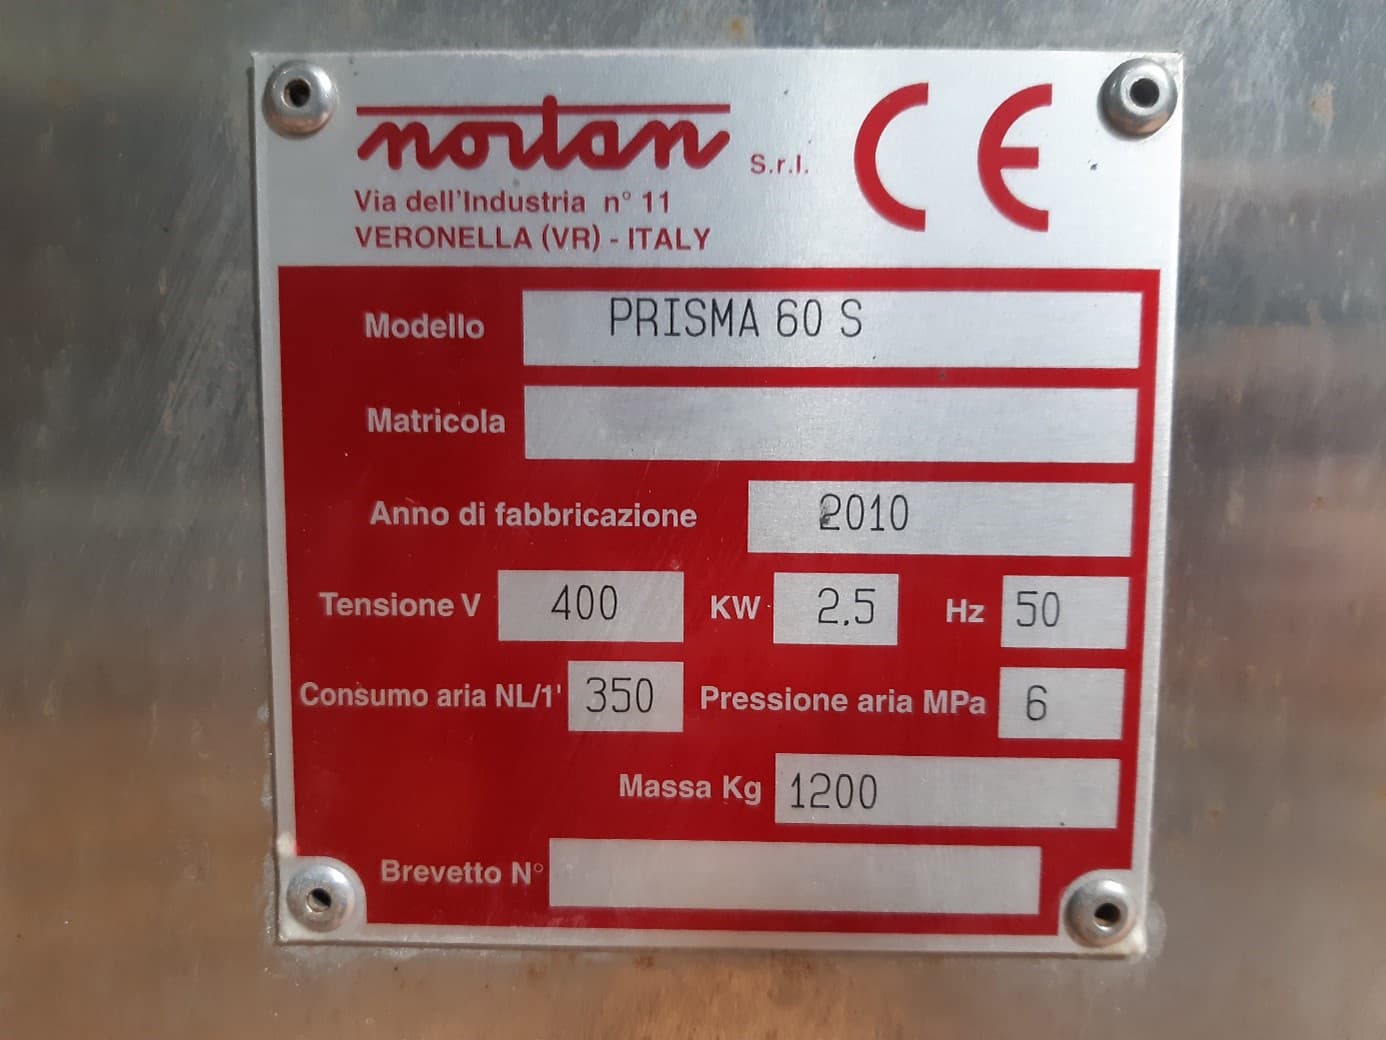 nortan S.r.l. CE
Via dell'Industria n° 11
VERONELLA (VR) - ITALY
Modello PRISMA 60 S
Matricola
Anno di fabbricazione 2010
Tensione V 400 KW 2,5 Hz 50
Consumo aria NL/1' 350 Pressione aria MPa 6
Massa Kg 1200
Brevetto N°